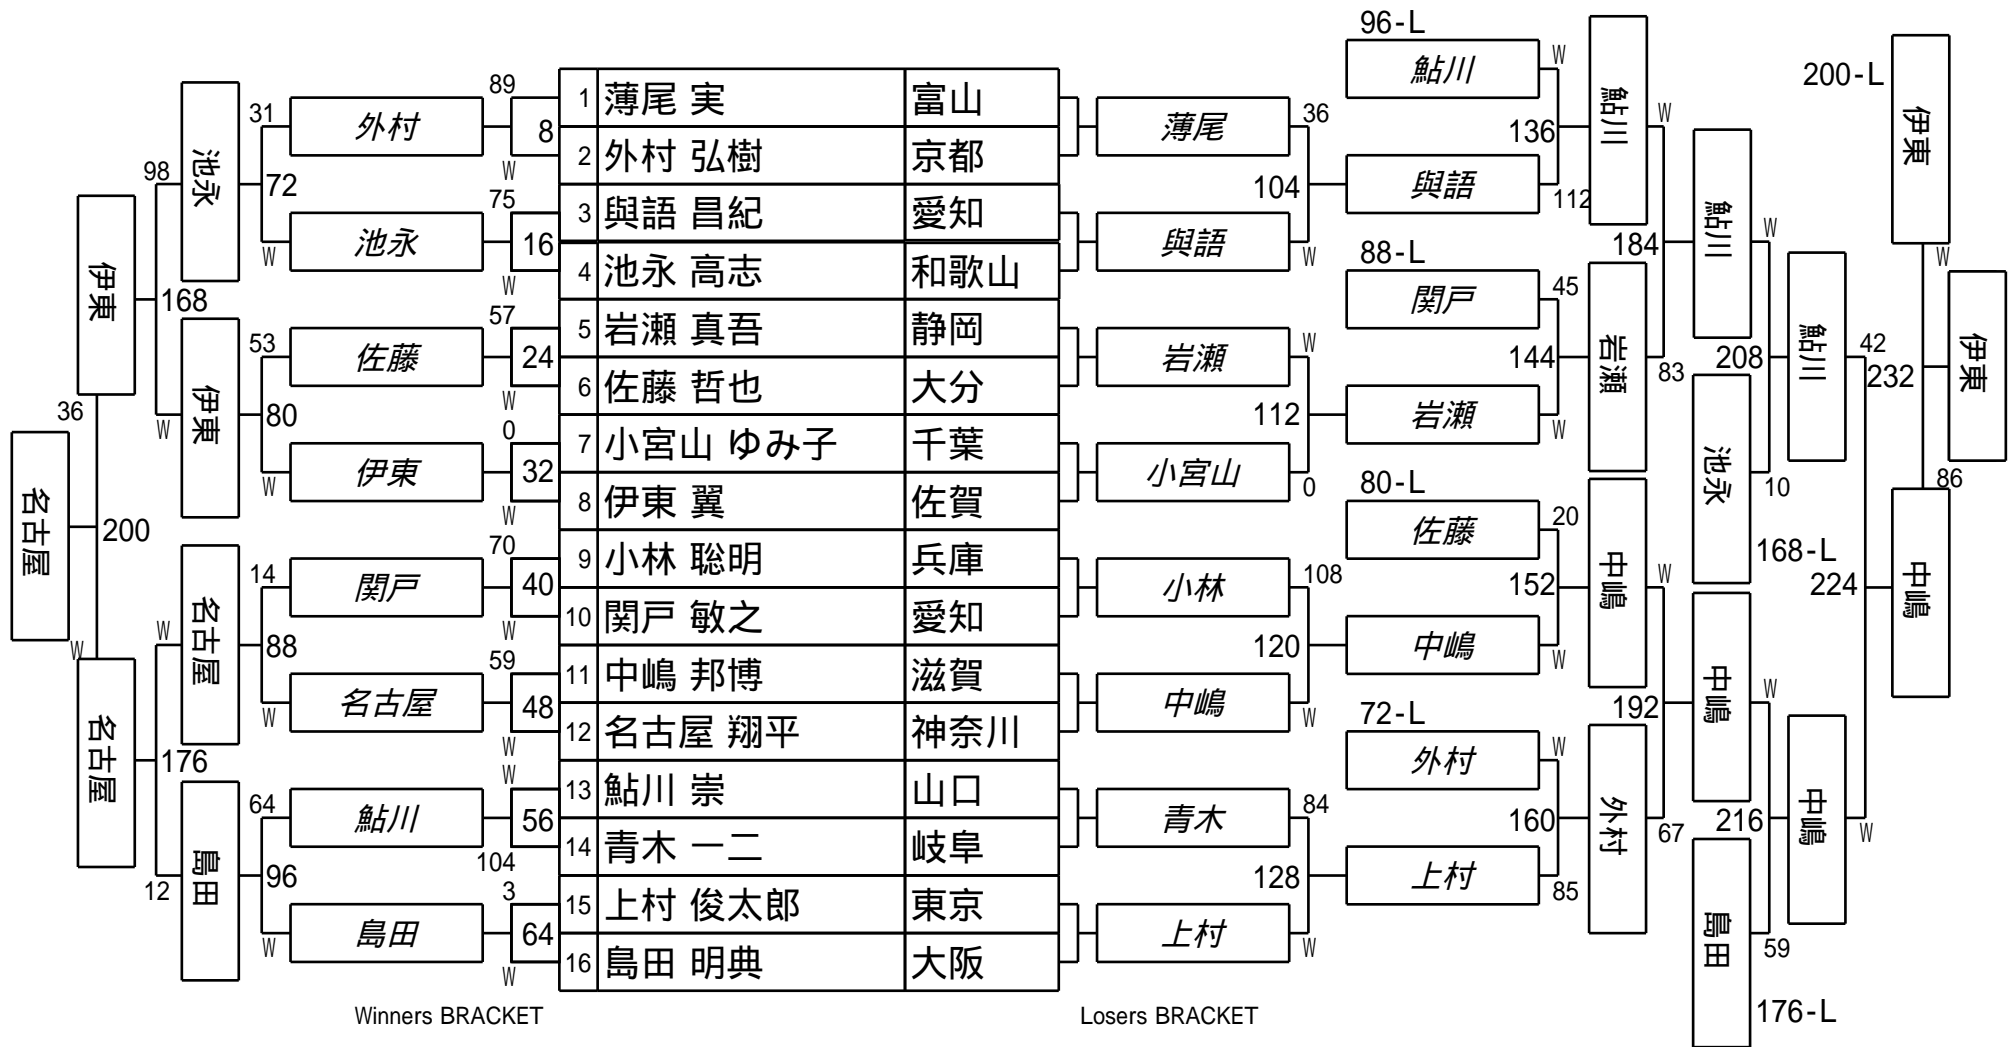 96-L
200-L
89
1 薄尾 実 富山
鮎川
W
鮎川
伊東
31
外村
8
薄尾
36
136
W
池永
2 外村 弘樹 京都
W
98
72
75
104
與語
112
鮎川
W
3 與語 昌紀 愛知
池永
16
與語
W
184
W
W
4 池永 高志 和歌山
W
88-L
伊東
168
57
関戸
45
岩瀬
鮎川
伊東
5 岩瀬 真吾 静岡
W
53
佐藤
24
岩瀬
144
208
42
伊東
6 佐藤 哲也 大分
W
83
232
36
W
80
0
112
岩瀬
W
池永
7 小宮山 ゆみ子 千葉
伊東
32
小宮山
0
10
86
W
8 伊東 翼 佐賀
W
80-L
名古屋
200
70
佐藤
20
中嶋
168-L
中嶋
9 小林 聡明 兵庫
14
関戸
40
小林
108
152
W
224
名古屋
10 関戸 敏之 愛知
W
W
88
59
120
中嶋
W
中嶋
W
11 中嶋 邦博 滋賀
名古屋
48
中嶋
W
192
W
W
12 名古屋 翔平 神奈川
W
72-L
名古屋
176
W
外村
W
外村
中嶋
13 鮎川 崇 山口
64
鮎川
56
青木
84
160
67
216
W
島田
14 青木 一二 岐阜
104
12
96
3
128
上村
85
島田
15 上村 俊太郎 東京
島田
64
上村
W
59
W
16 島田 明典 大阪
W
176-L
Winners BRACKET
Losers BRACKET